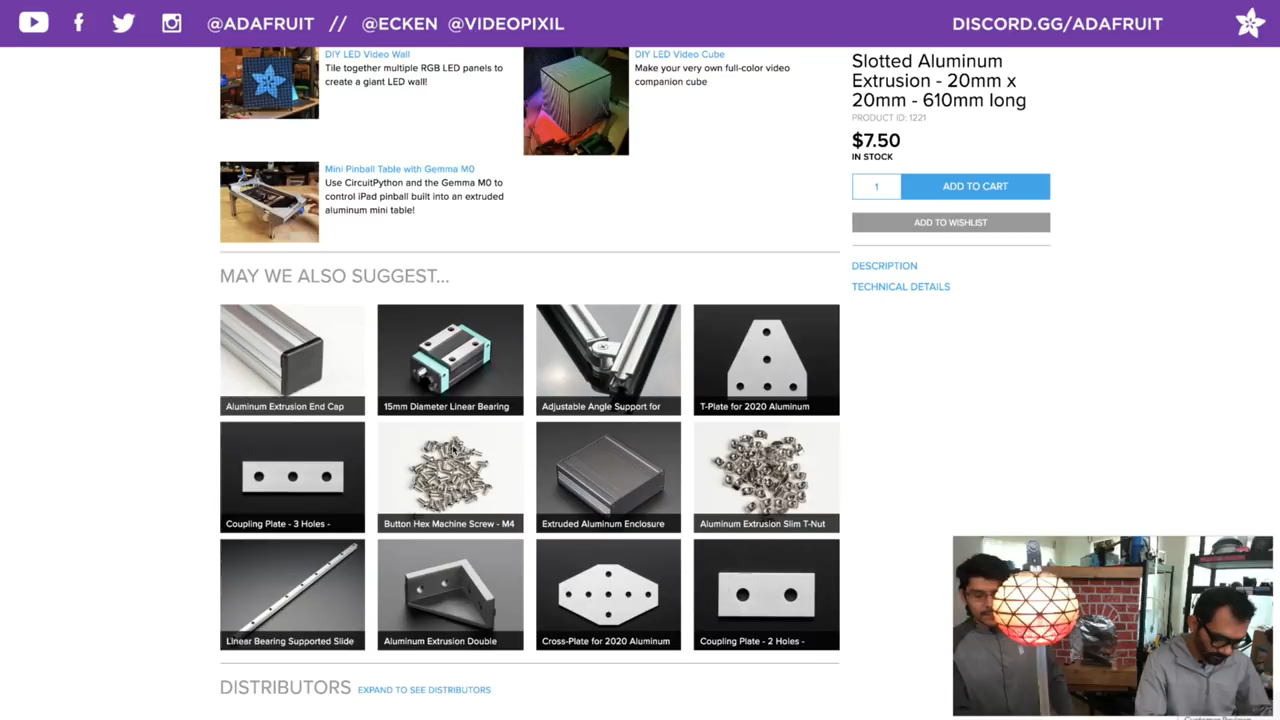 @ADAFRUIT // @ECKEN @VIDEOPIXIL
DISCORD.GG/ADAFRUIT
DIY LED Video Wall
Tile together multiple RGB LED panels to
create a giant LED wall!
DIY LED Video Cube
Make your very own full-color video
companion cube
Mini Pinball Table with Gemma M0
Use CircuitPython and the Gemma M0 to
control iPad pinball built into an extruded
aluminum mini table!
Slotted Aluminum
Extrusion - 20mm x
20mm - 610mm long
PRODUCT ID: 1221
$7.50
IN STOCK
1
ADD TO CART
ADD TO WISHLIST
DESCRIPTION
TECHNICAL DETAILS
MAY WE ALSO SUGGEST...
Aluminum Extrusion End Cap
15mm Diameter Linear Bearing
Adjustable Angle Support for
T-Plate for 2020 Aluminum
Coupling Plate - 3 Holes -
Button Hex Machine Screw - M4
Extruded Aluminum Enclosure
Aluminum Extrusion Slim T-Nut
Linear Bearing Supported Slide
Aluminum Extrusion Double
Cross-Plate for 2020 Aluminum
Coupling Plate - 2 Holes -
DISTRIBUTORS EXPAND TO SEE DISTRIBUTORS